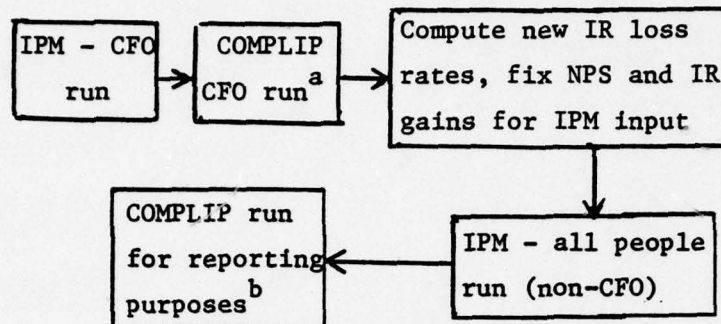 IPM - CFO
run
COMPLIP
CFO run^a
Compute new IR loss
rates, fix NPS and IR
gains for IPM input
IPM - all people
run (non-CFO)
COMPLIP run
for reporting
purposes^b